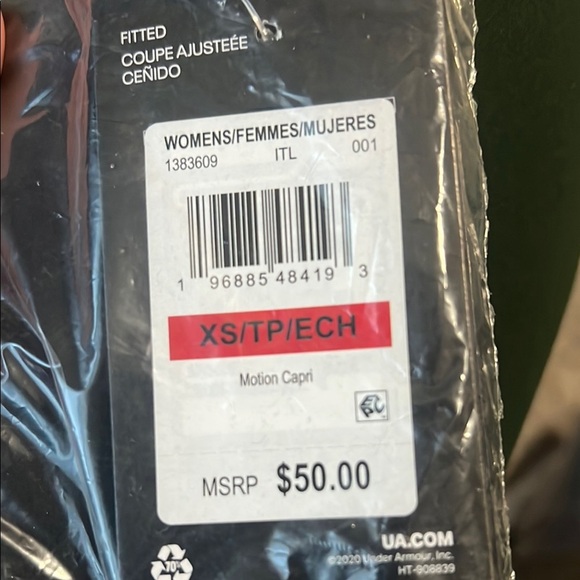 FITTED
COUPE AJUSTEÉE
CEÑIDO
WOMENS/FEMMES/MUJERES
1383609 ITL 001
1 96885 48419 3
XS/TP/ECH
Motion Capri
MSRP $50.00
70%
UA.COM
©2020 Under Armour, Inc.
HT-908839